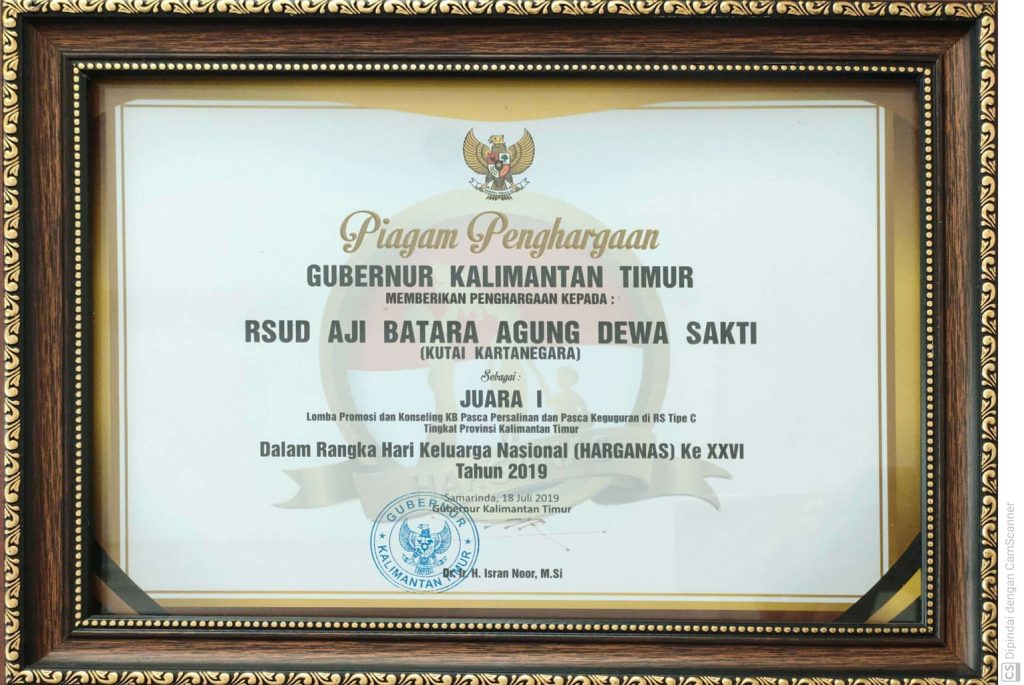 Piagam Penghargaan
GUBERNUR KALIMANTAN TIMUR
MEMBERIKAN PENGHARGAAN KEPADA :
RSUD AJI BATARA AGUNG DEWA SAKTI
(KUTAI KARTANEGARA)
Sebagai :
JUARA I
Lomba Promosi dan Konseling KB Pasca Persalinan dan Pasca Keguguran di RS Tipe C
Tingkat Provinsi Kalimantan Timur
Dalam Rangka Hari Keluarga Nasional (HARGANAS) Ke XXVI
Tahun 2019
Samarinda, 18 Juli 2019
Gubernur Kalimantan Timur
GUBERNUR
KALIMANTAN TIMUR
Dr. Ir. H. Isran Noor, M.Si
CS Dipindai dengan CamScanner